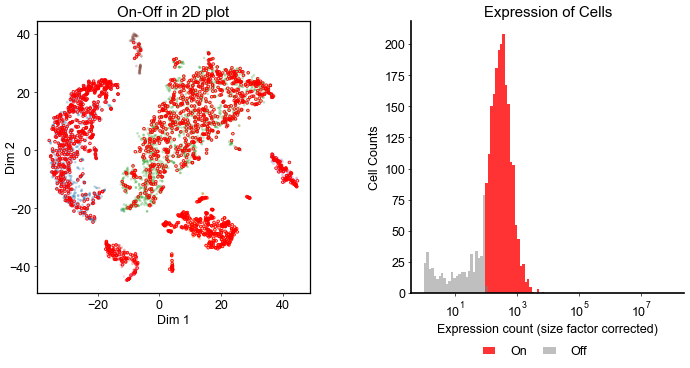 On-Off in 2D plot
40
20
0
−20
−40
Dim 2
−20
0
20
40
Dim 1
Expression of Cells
200
175
150
125
100
75
50
25
0
Cell Counts
10^1
10^3
10^5
10^7
Expression count (size factor corrected)
On
Off